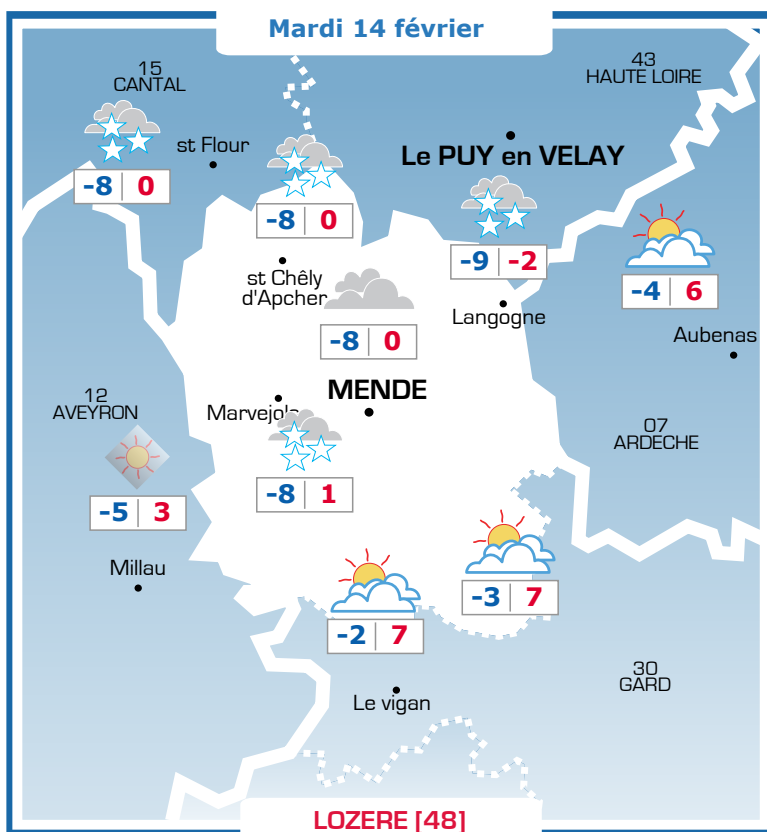 Mardi 14 février
15
CANTAL
43
HAUTE LOIRE
st Flour
Le PUY en VELAY
-8 0
-8 0
-9 -2
-4 6
st Chêly
d'Apcher
Langogne
Aubenas
-8 0
12
AVEYRON
Marvejols
MENDE
07
ARDECHE
-8 1
-5 3
Millau
-3 7
-2 7
30
GARD
Le vigan
LOZERE [48]